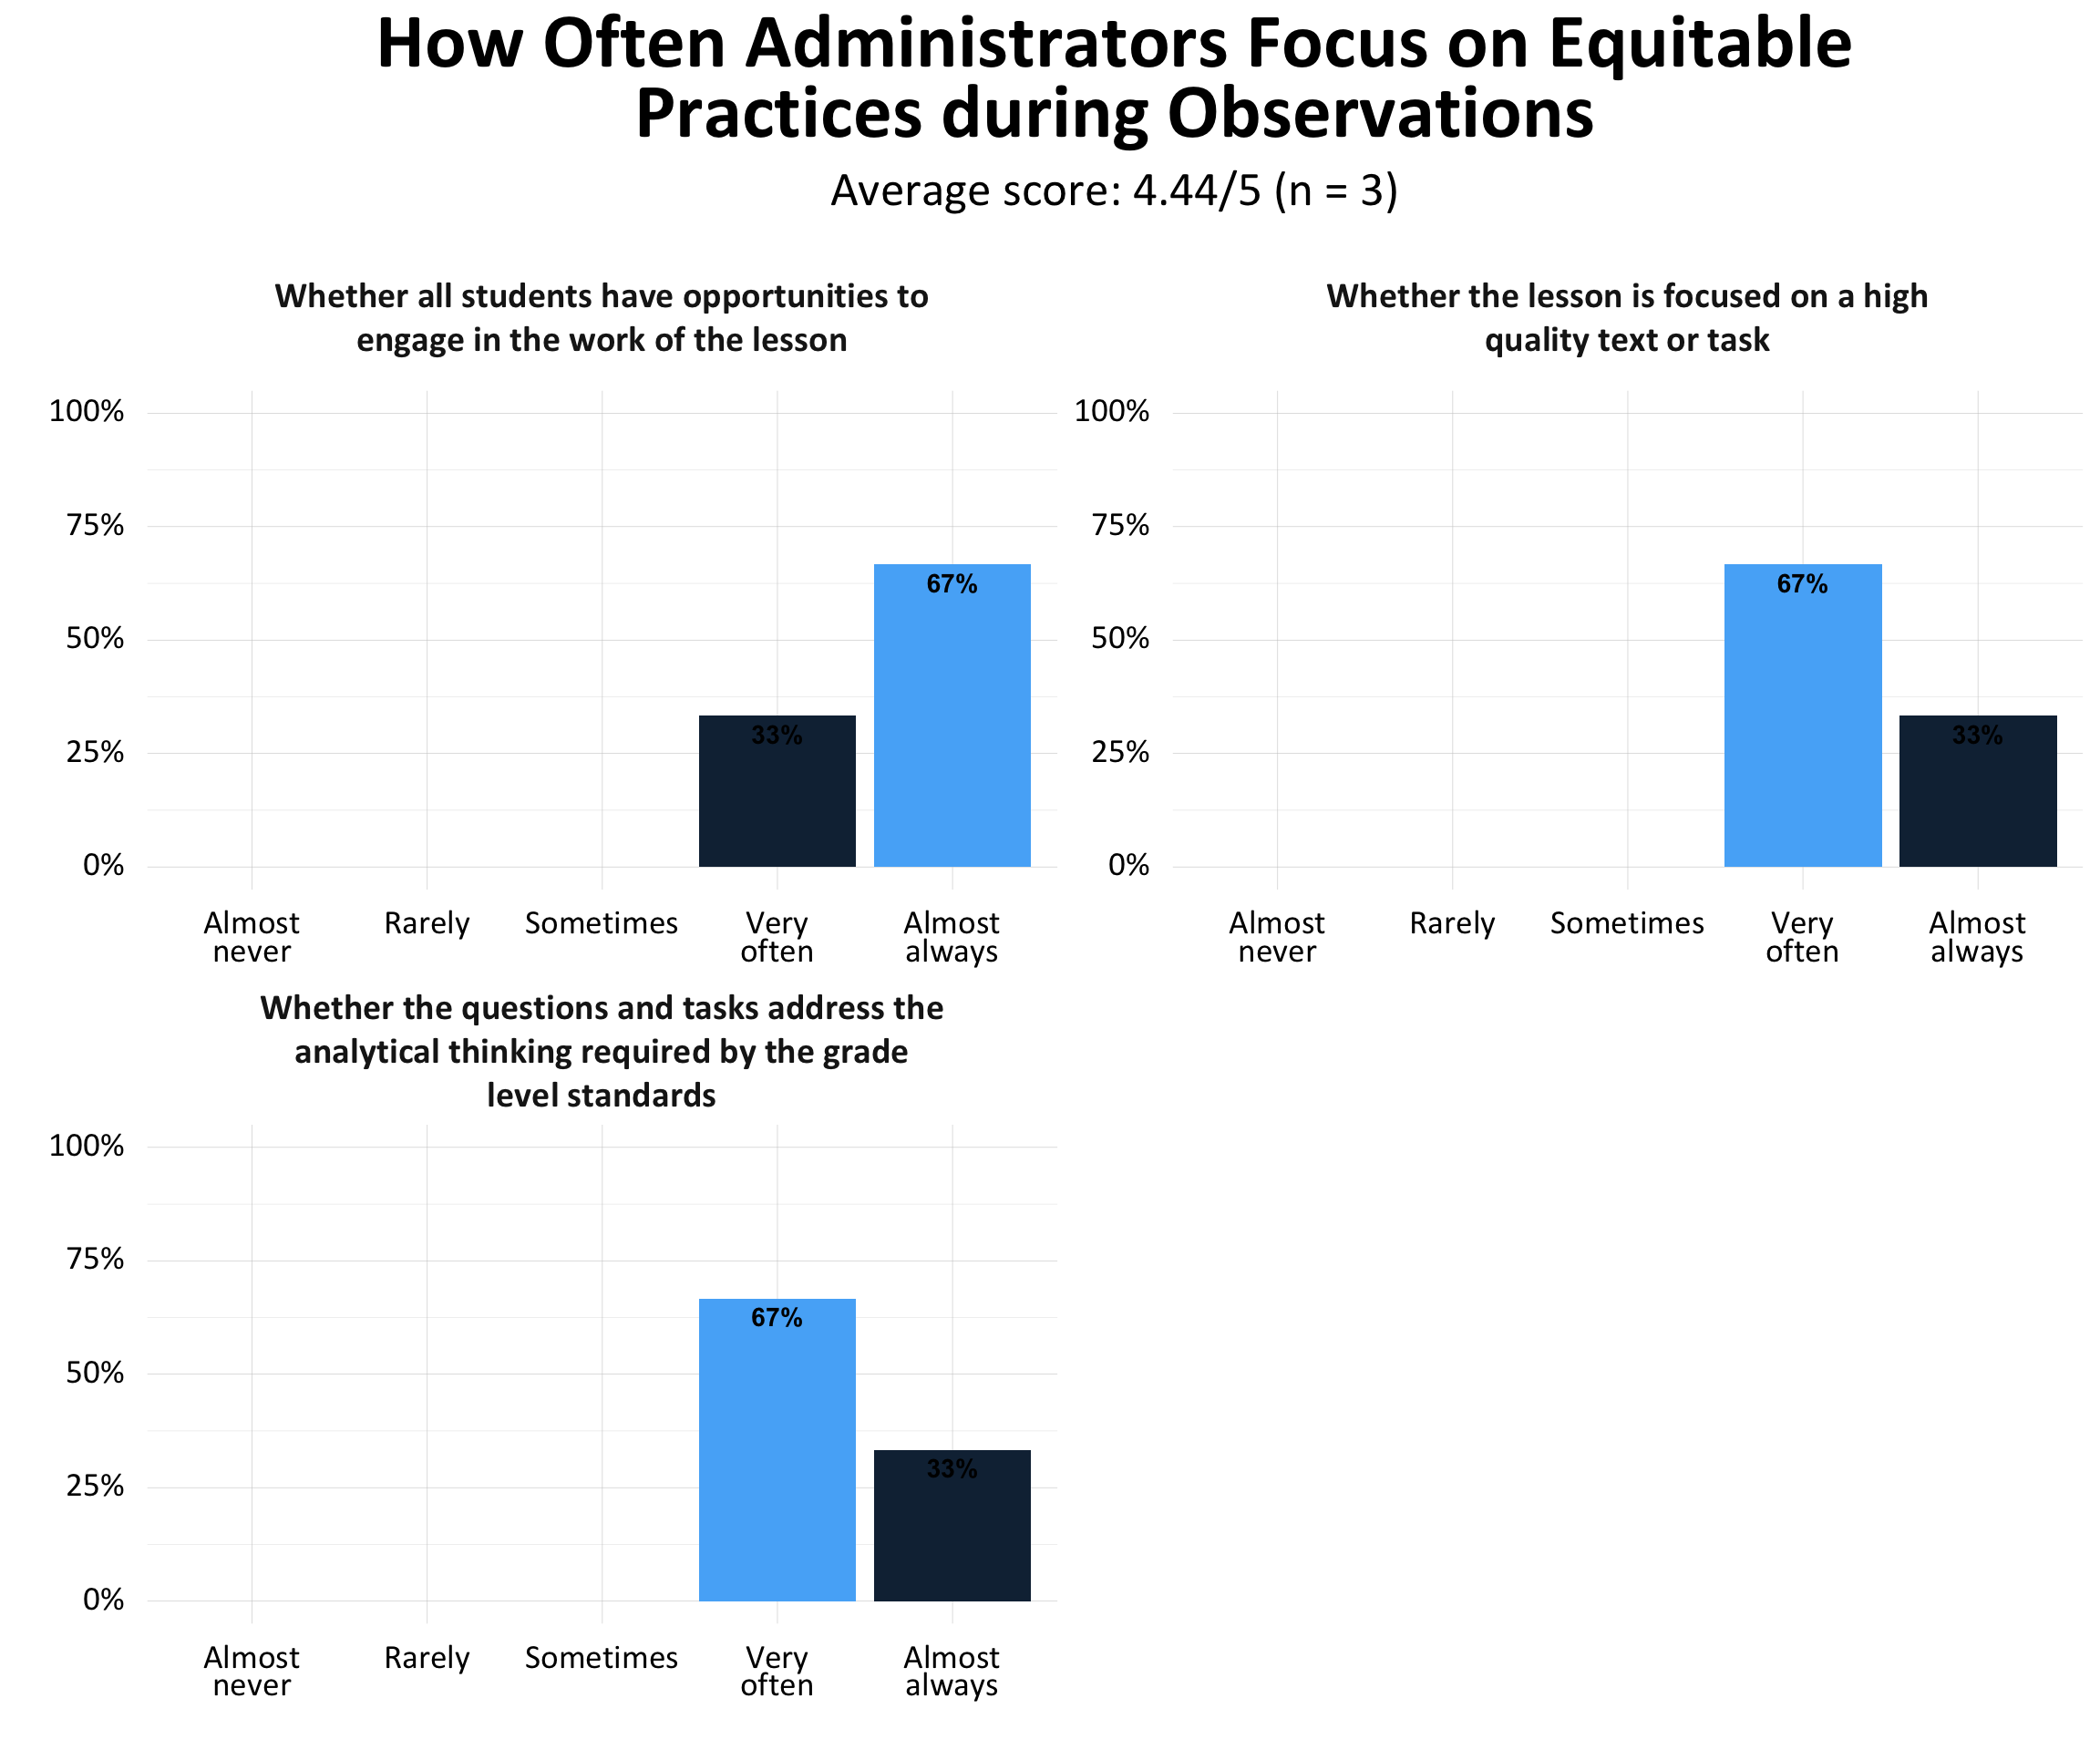 How Often Administrators Focus on Equitable
Practices during Observations
Average score: 4.44/5 (n = 3)
Whether all students have opportunities to
engage in the work of the lesson
100%
75%
50%
25%
0%
67%
33%
Almost never
Rarely
Sometimes
Very often
Almost always
Whether the lesson is focused on a high
quality text or task
100%
75%
50%
25%
0%
67%
33%
Almost never
Rarely
Sometimes
Very often
Almost always
Whether the questions and tasks address the
analytical thinking required by the grade
level standards
100%
75%
50%
25%
0%
67%
33%
Almost never
Rarely
Sometimes
Very often
Almost always